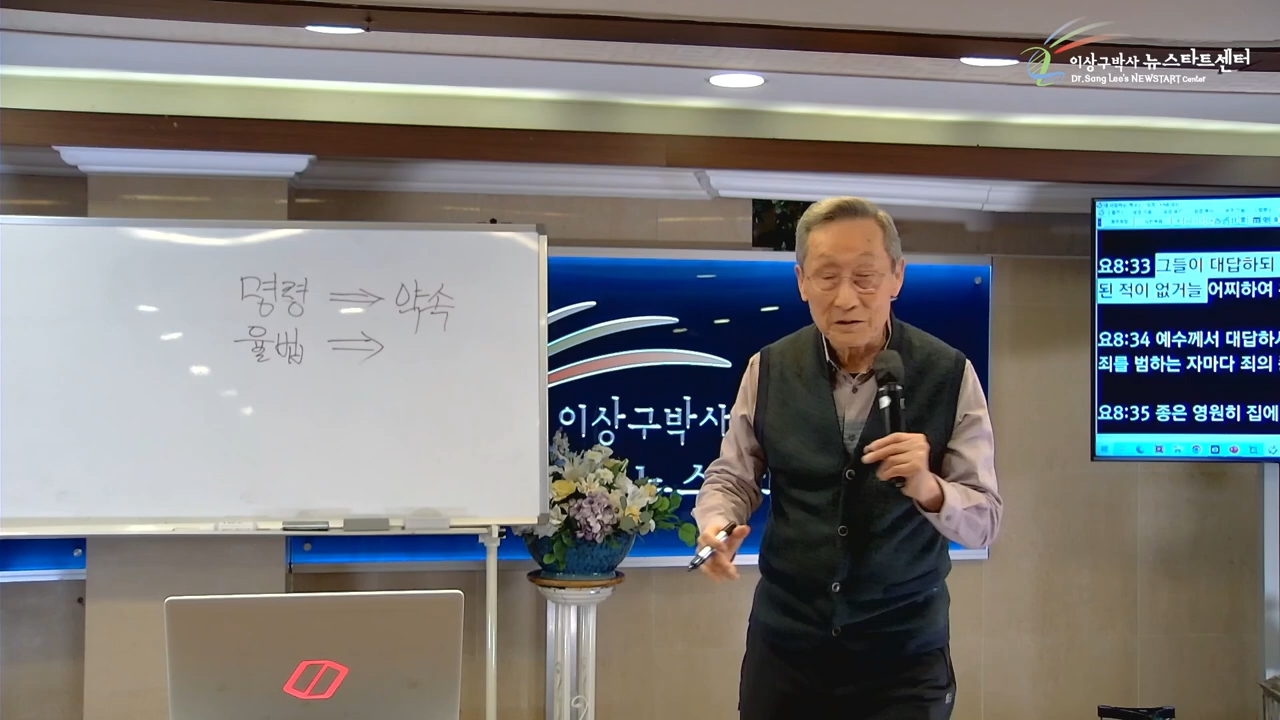 이상구박사 뉴스타트센터
Dr. Sang Lee's NEWSTART Center
명령 ⇒ 약속
율법 ⇒
이상구박사
뉴스
요8:33 그들이 대답하되
된 적이 없거늘 어찌하여
요8:34 예수께서 대답하시
죄를 범하는 자마다 죄의
요8:35 종은 영원히 집에